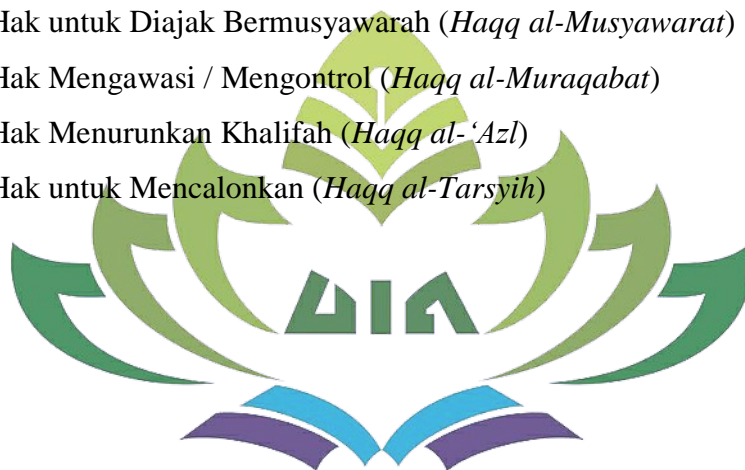 Hak untuk Diajak Bermusyawarah (Haqq al-Musyawarat)
Hak Mengawasi / Mengontrol (Haqq al-Muraqabat)
Hak Menurunkan Khalifah (Haqq al-‘Azl)
Hak untuk Mencalonkan (Haqq al-Tarsyih)